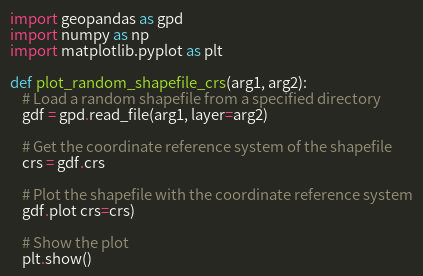 import geopandas as gpd
import numpy as np
import matplotlib.pyplot as plt

def plot_random_shapefile_crs(arg1, arg2):
    # Load a random shapefile from a specified directory
    gdf = gpd.read_file(arg1, layer=arg2)

    # Get the coordinate reference system of the shapefile
    crs = gdf.crs

    # Plot the shapefile with the coordinate reference system
    gdf.plot crs=crs)

    # Show the plot
    plt.show()